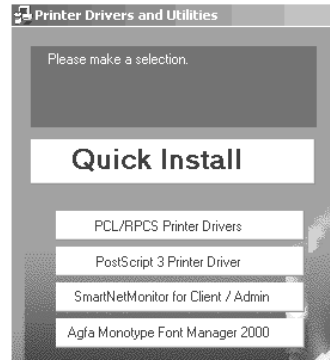 Printer Drivers and Utilities
Please make a selection.
Quick Install
PCL/RPCS Printer Drivers
PostScript 3 Printer Driver
SmartNetMonitor for Client / Admin
Agfa Monotype Font Manager 2000